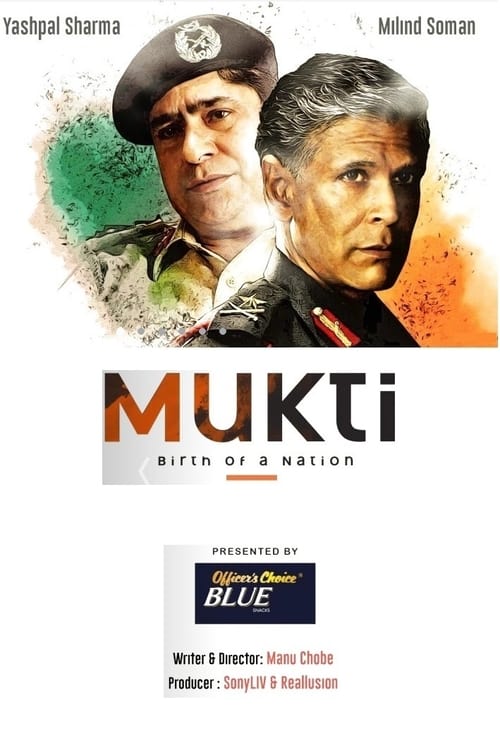 Yashpal Sharma
Milind Soman
MUKTi
Birth of a Nation
PRESENTED BY
Officer's Choice®
BLUE
SNACKS
Writer & Director: Manu Chobe
Producer : SonyLIV & Reallusion